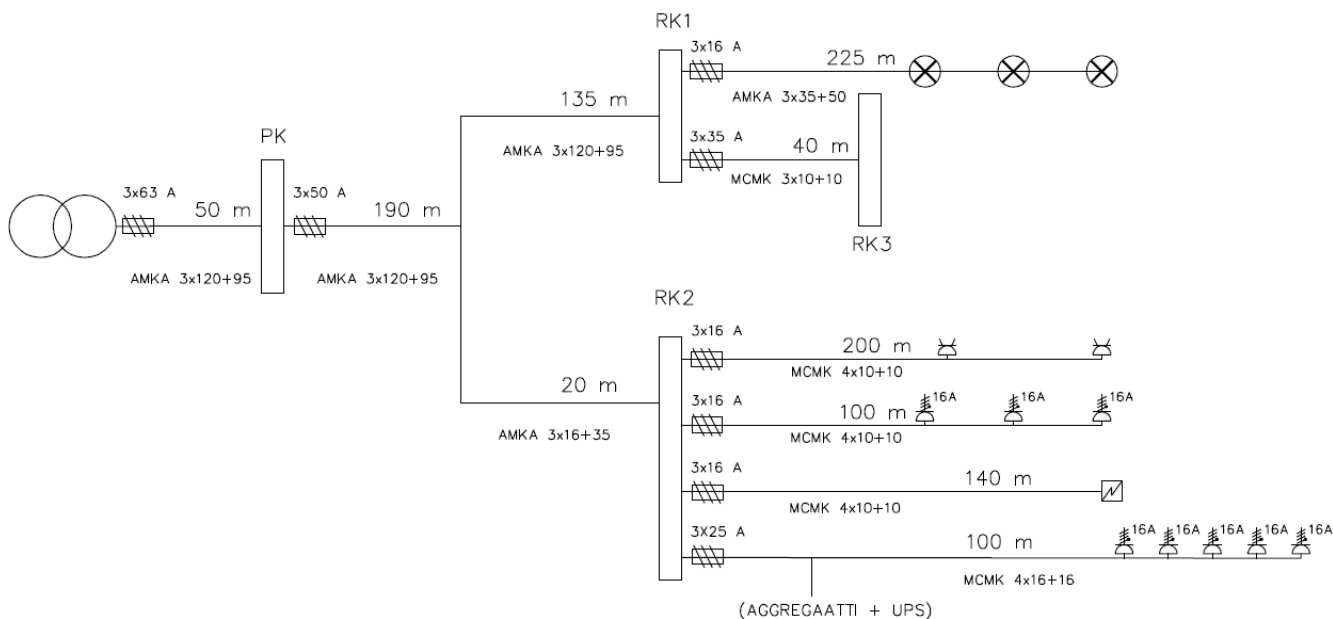 RK1
3x16 A
225 m
AMKA 3x35+50
135 m
AMKA 3x120+95
3x35 A
40 m
MCMK 3x10+10
RK3
PK
3x63 A
50 m
AMKA 3x120+95
3x50 A
190 m
AMKA 3x120+95
RK2
20 m
AMKA 3x16+35
3x16 A
200 m
MCMK 4x10+10
3x16 A
100 m
16A 16A 16A
MCMK 4x10+10
3x16 A
140 m
MCMK 4x10+10
3X25 A
100 m
16A 16A 16A 16A 16A
MCMK 4x16+16
(AGGREGAATTI + UPS)